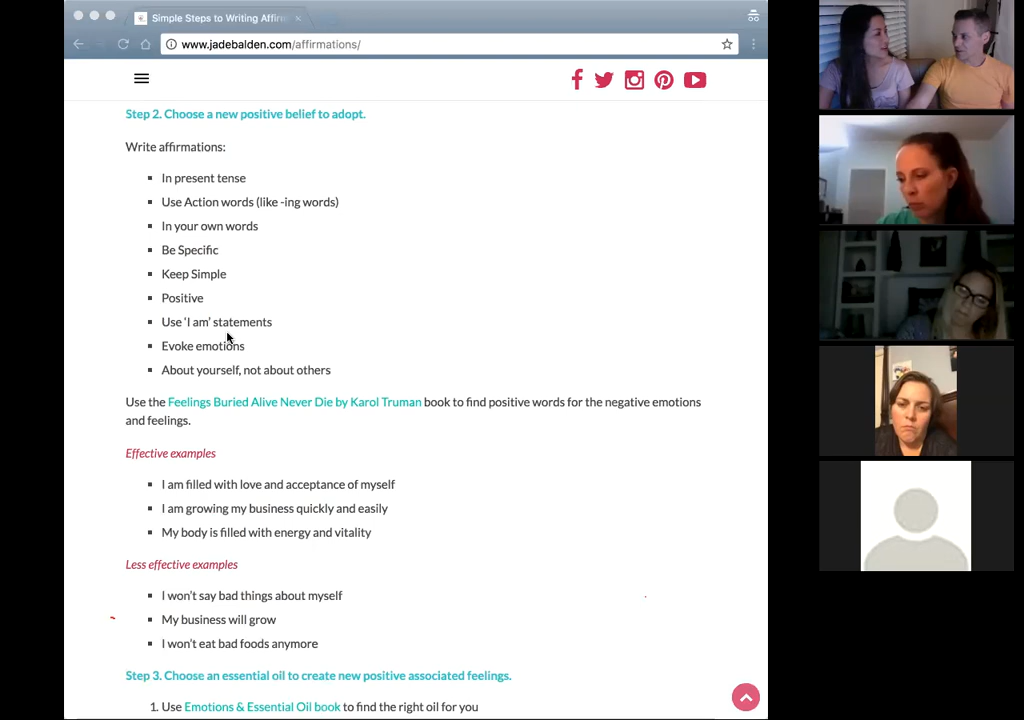 Simple Steps to Writing Affirm
www.jadebalden.com/affirmations/
Step 2. Choose a new positive belief to adopt.
Write affirmations:
In present tense
Use Action words (like -ing words)
In your own words
Be Specific
Keep Simple
Positive
Use ‘I am’ statements
Evoke emotions
About yourself, not about others
Use the Feelings Buried Alive Never Die by Karol Truman book to find positive words for the negative emotions
and feelings.
Effective examples
I am filled with love and acceptance of myself
I am growing my business quickly and easily
My body is filled with energy and vitality
Less effective examples
I won’t say bad things about myself
My business will grow
I won’t eat bad foods anymore
Step 3. Choose an essential oil to create new positive associated feelings.
1. Use Emotions & Essential Oil book to find the right oil for you